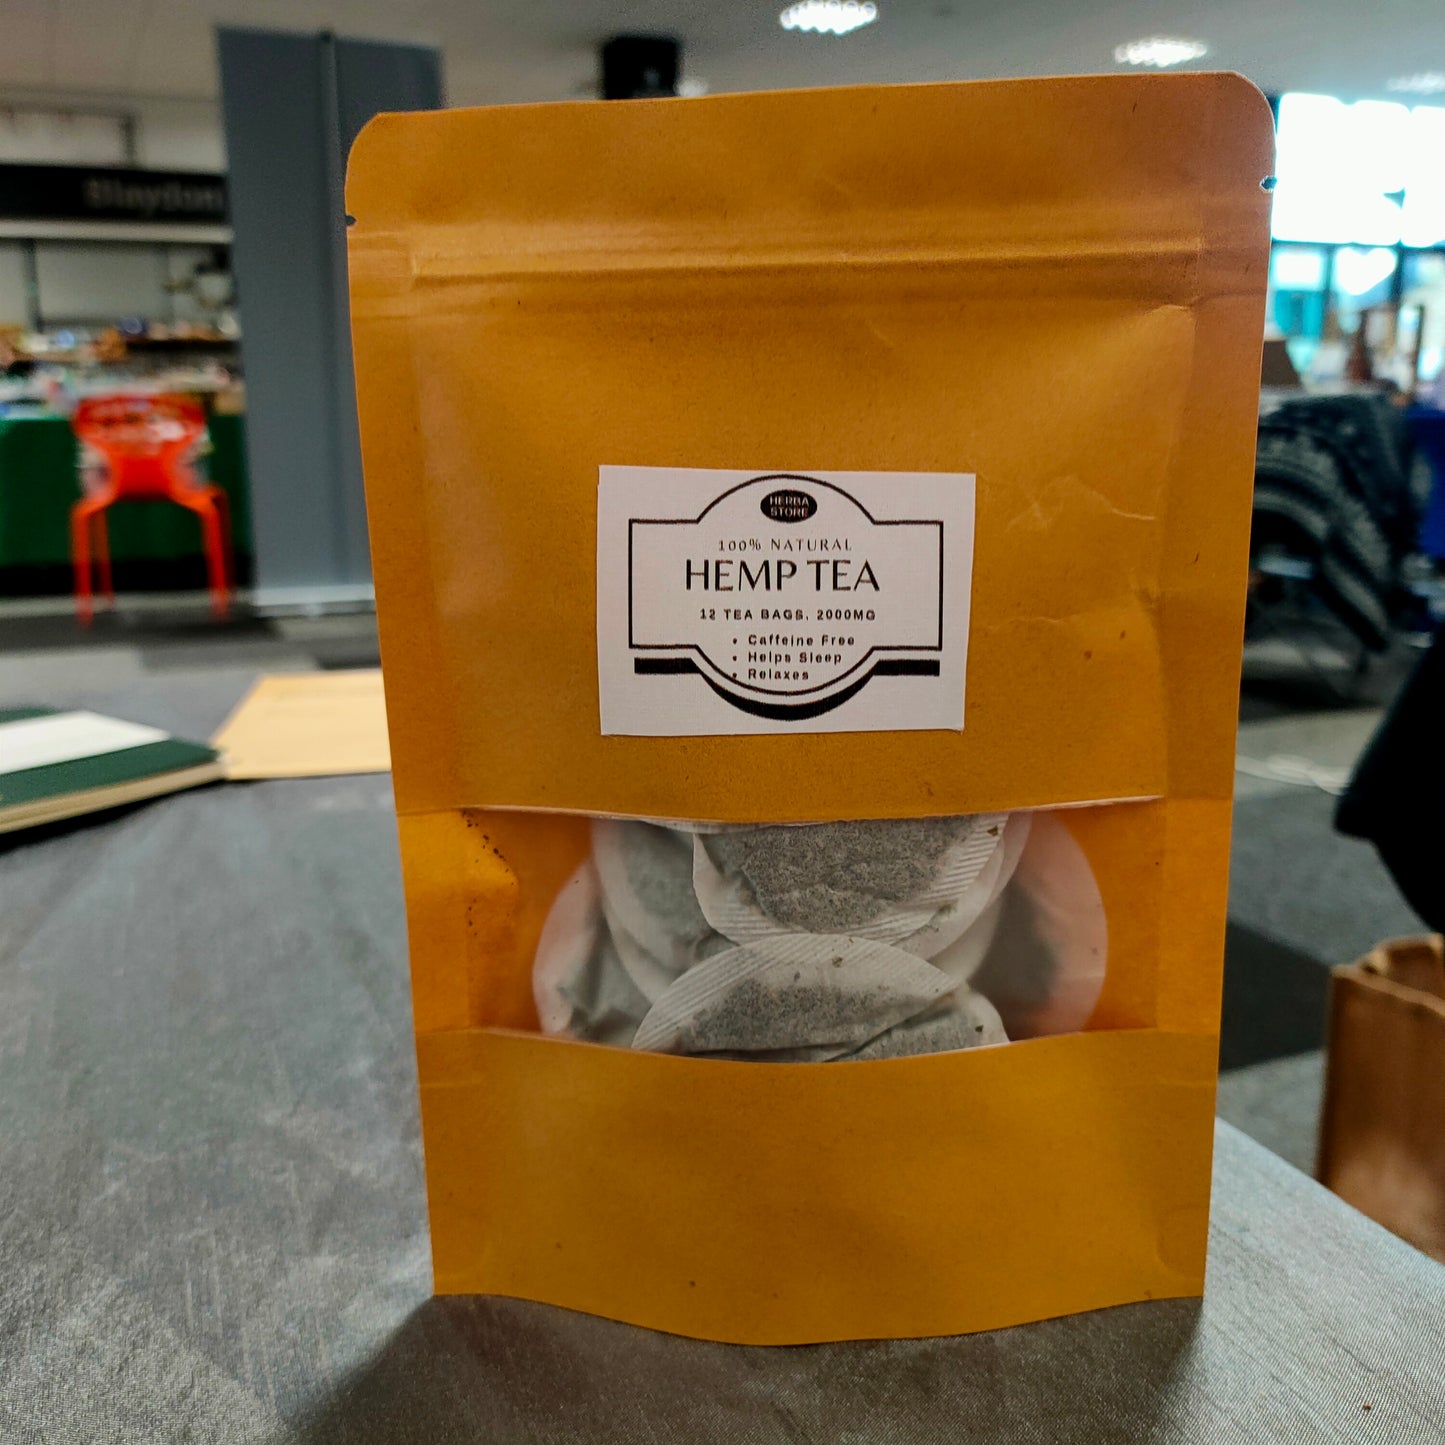 HERBA
STORE
100% NATURAL
HEMP TEA
12 TEA BAGS. 2000MG
• Caffeine Free
• Helps Sleep
• Relaxes